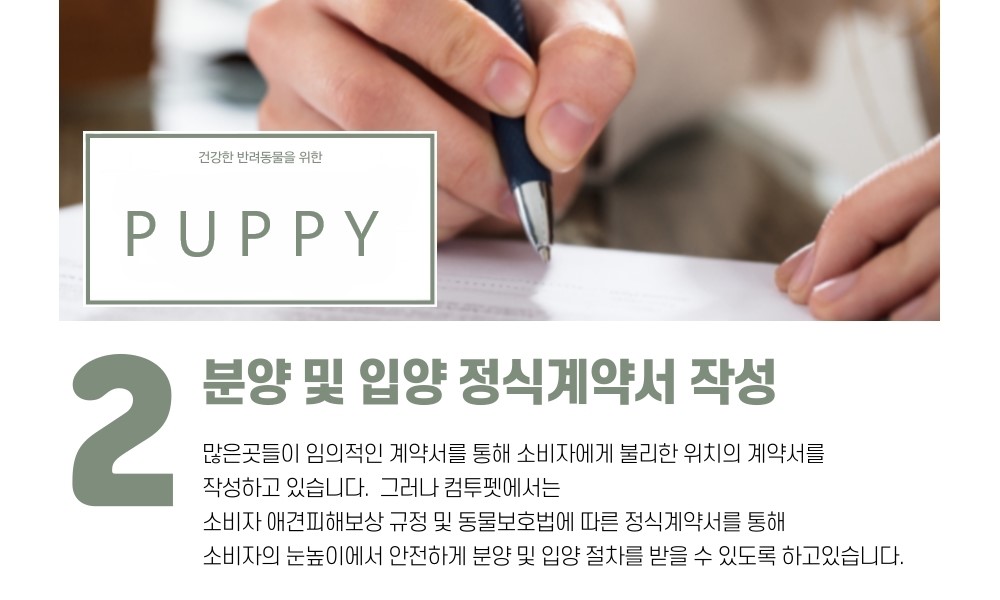 건강한 반려동물을 위한
PUPPY
2
분양 및 입양 정식계약서 작성
많은곳들이 임의적인 계약서를 통해 소비자에게 불리한 위치의 계약서를
작성하고 있습니다. 그러나 컴투펫에서는
소비자 애견피해보상 규정 및 동물보호법에 따른 정식계약서를 통해
소비자의 눈높이에서 안전하게 분양 및 입양 절차를 받을 수 있도록 하고있습니다.